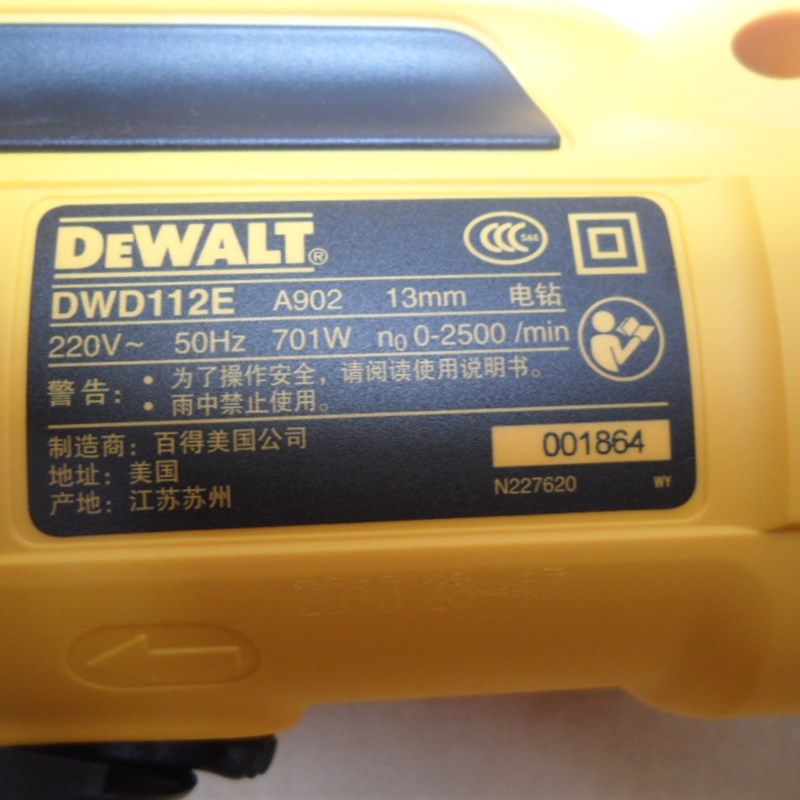 DEWALT®
CCC S&E
DWD112E A902 13mm 电钻
220V~ 50Hz 701W n0 0-2500 /min
警告: • 为了操作安全，请阅读使用说明书。
• 雨中禁止使用。
制造商: 百得美国公司
地址: 美国
产地: 江苏苏州
001864
N227620 WY